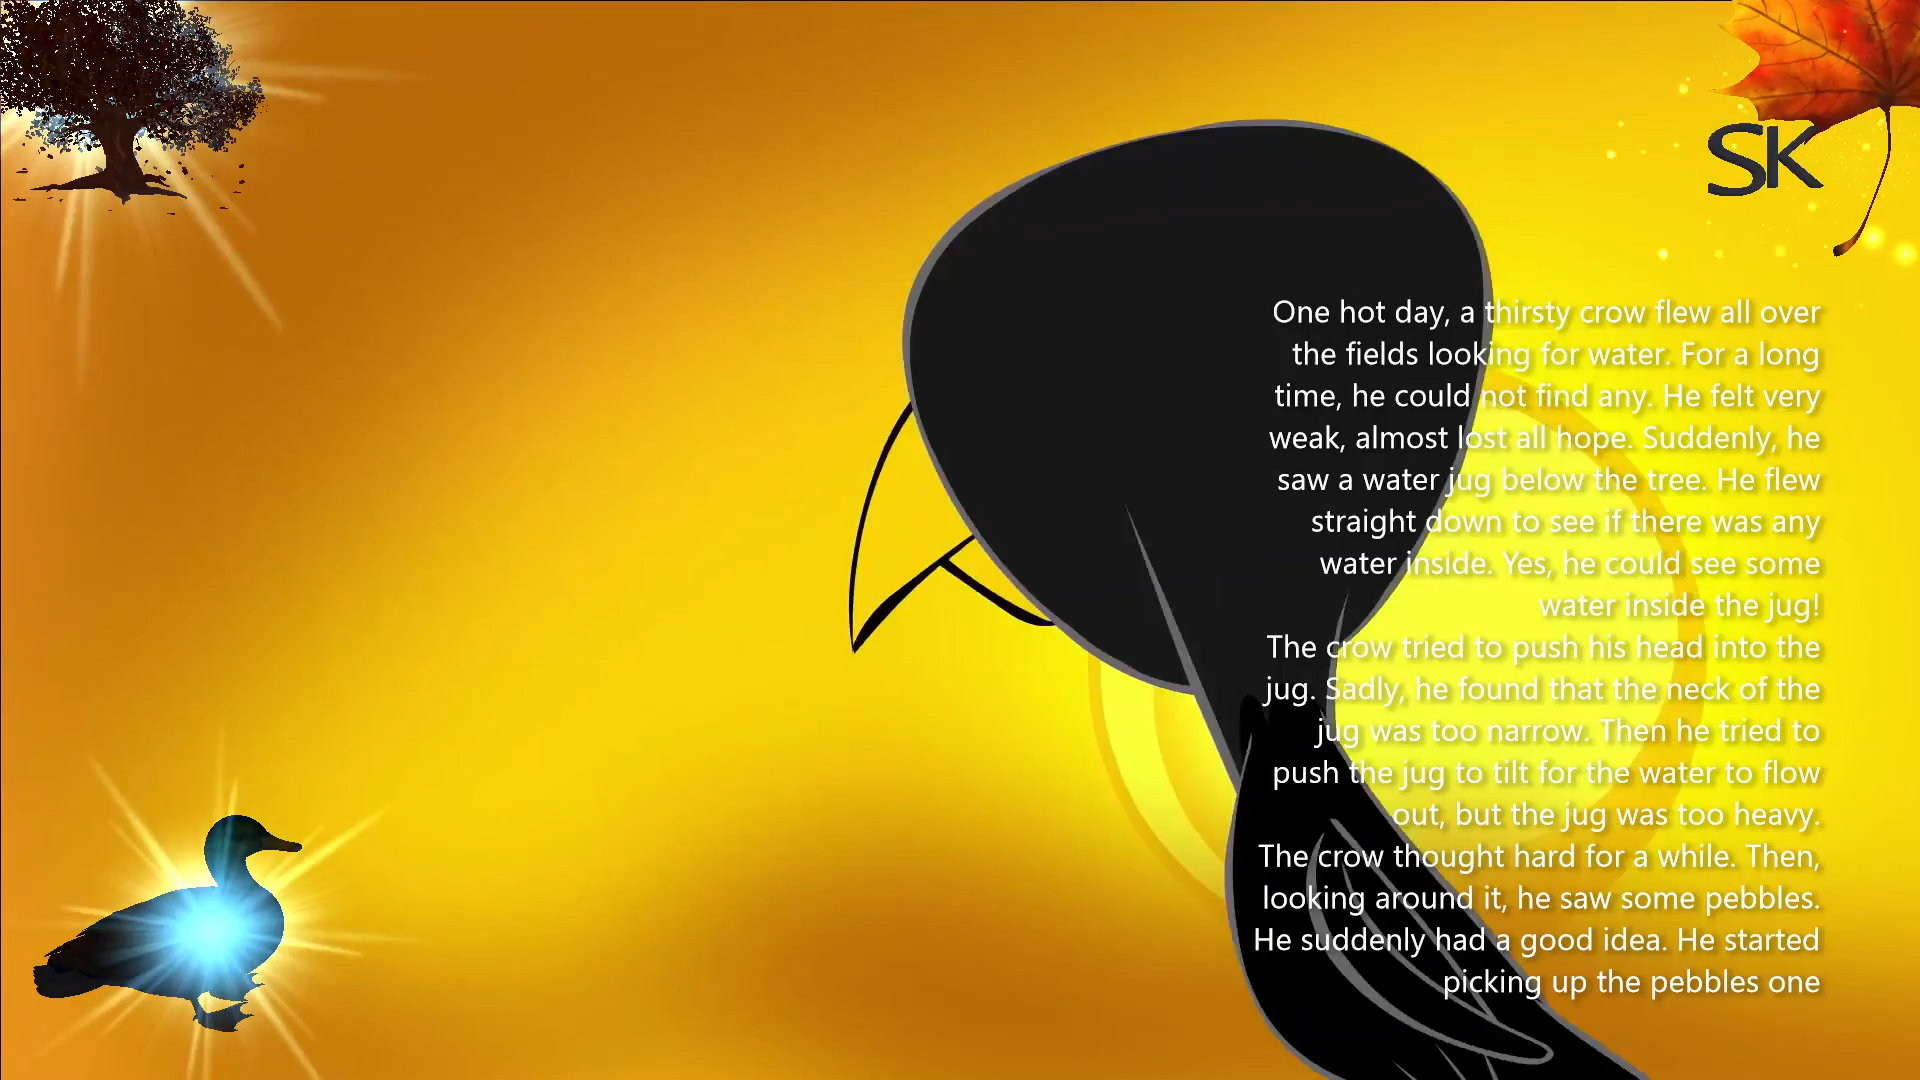 SK
One hot day, a thirsty crow flew all over
the fields looking for water. For a long
time, he could not find any. He felt very
weak, almost lost all hope. Suddenly, he
saw a water jug below the tree. He flew
straight down to see if there was any
water inside. Yes, he could see some
water inside the jug!
The crow tried to push his head into the
jug. Sadly, he found that the neck of the
jug was too narrow. Then he tried to
push the jug to tilt for the water to flow
out, but the jug was too heavy.
The crow thought hard for a while. Then,
looking around it, he saw some pebbles.
He suddenly had a good idea. He started
picking up the pebbles one